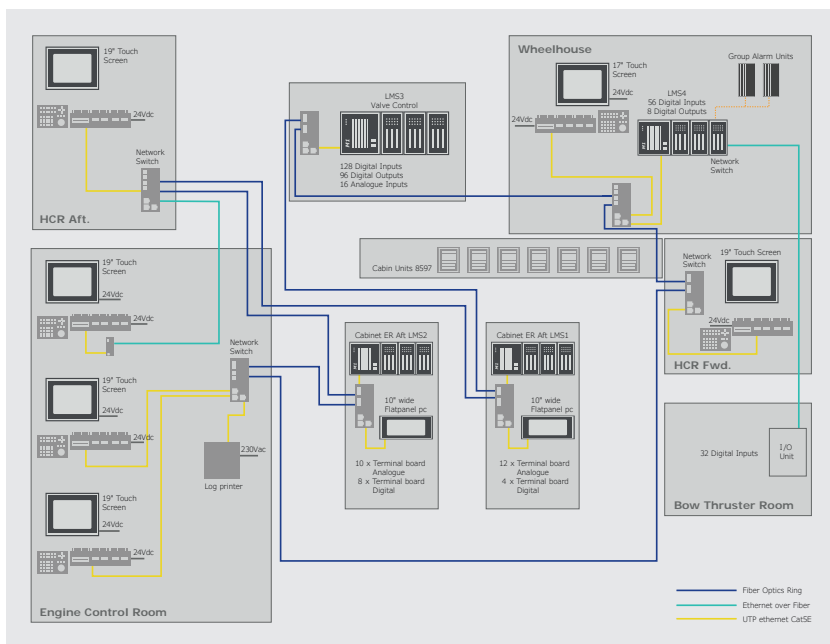 19" Touch
Screen
24Vdc
Network
Switch
HCR Aft.
LMS3
Valve Control
128 Digital Inputs
96 Digital Outputs
16 Analogue Inputs
Wheelhouse
17" Touch
Screen
24Vdc
24Vdc
Group Alarm Units
LMS4
56 Digital Inputs
8 Digital Outputs
Network
Switch
Cabin Units 8597
Network
Switch
19" Touch Screen
24Vdc
HCR Fwd.
19" Touch
Screen
24Vdc
24Vdc
Network
Switch
19" Touch
Screen
24Vdc
24Vdc
230Vac
Log printer
19" Touch
Screen
24Vdc
24Vdc
Engine Control Room
Cabinet ER Aft LMS2
10" wide
Flatpanel pc
10 x Terminal board
Analogue
8 x Terminal board
Digital
Cabinet ER Aft LMS1
10" wide
Flatpanel pc
12 x Terminal board
Analogue
4 x Terminal board
Digital
32 Digital Inputs
I/O
Unit
Bow Thruster Room
Fiber Optics Ring
Ethernet over Fiber
UTP ethernet Cat5E